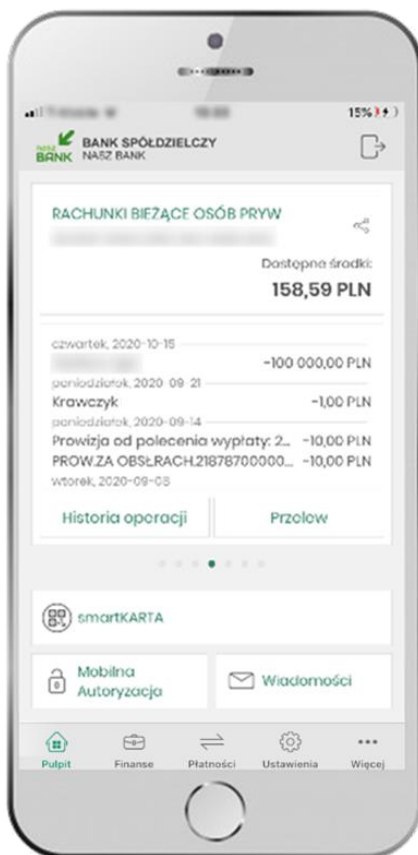 15%
nasz
BANK
BANK SPÓŁDZIELCZY
NASZ BANK
RACHUNKI BIEŻĄCE OSÓB PRYW
Dostępne środki:
158,59 PLN
czwartek, 2020-10-15
-100 000,00 PLN
poniedziałek, 2020-09-21
Krawczyk -1,00 PLN
poniedziałek, 2020-09-14
Prowizja od polecenia wypłaty: 2... -10,00 PLN
PROW.ZA OBSŁ.RACH.21878700000... -10,00 PLN
wtorek, 2020-09-08
Historia operacji Przelew
smartKARTA
Mobilna
Autoryzacja
Wiadomości
Pulpit Finanse Płatności Ustawienia Więcej